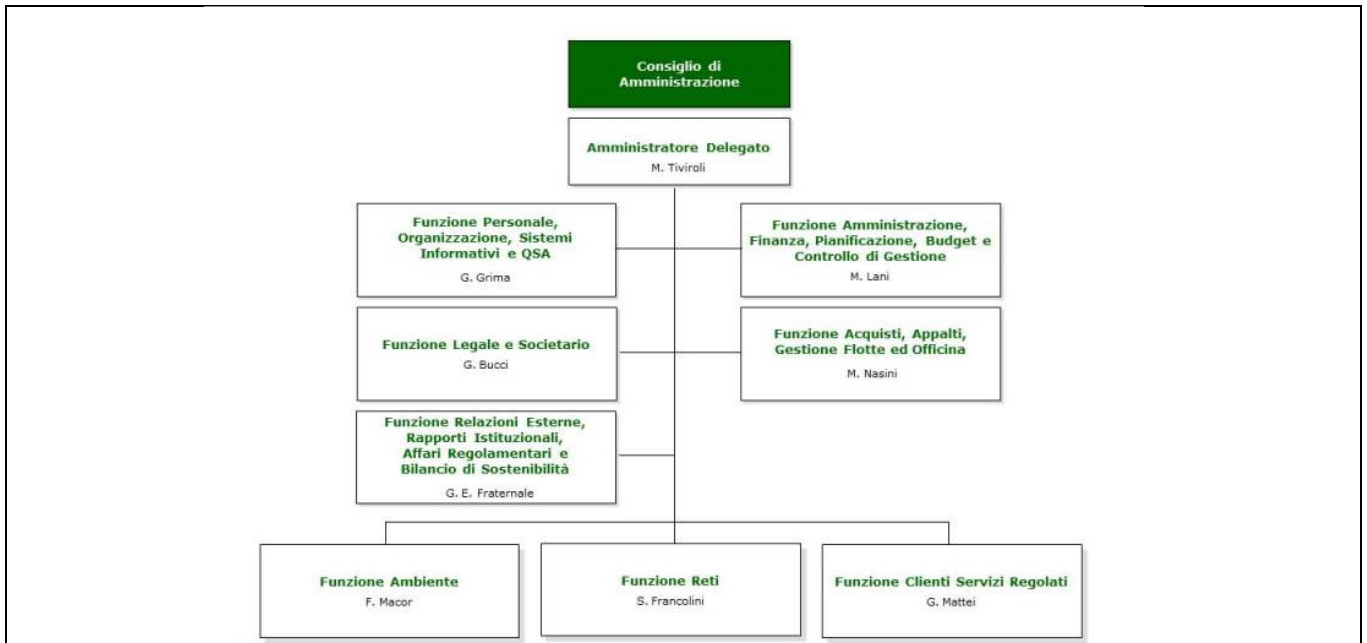 Consiglio di
Amministrazione
Amministratore Delegato
M. Tiviroli
Funzione Personale,
Organizzazione, Sistemi
Informativi e QSA
G. Grima
Funzione Amministrazione,
Finanza, Pianificazione, Budget e
Controllo di Gestione
M. Lani
Funzione Legale e Societario
G. Bucci
Funzione Acquisti, Appalti,
Gestione Flotte ed Officina
M. Nasini
Funzione Relazioni Esterne,
Rapporti Istituzionali,
Affari Regolamentari e
Bilancio di Sostenibilità
G. E. Fraternale
Funzione Ambiente
F. Macor
Funzione Reti
S. Francolini
Funzione Clienti Servizi Regolati
G. Mattei